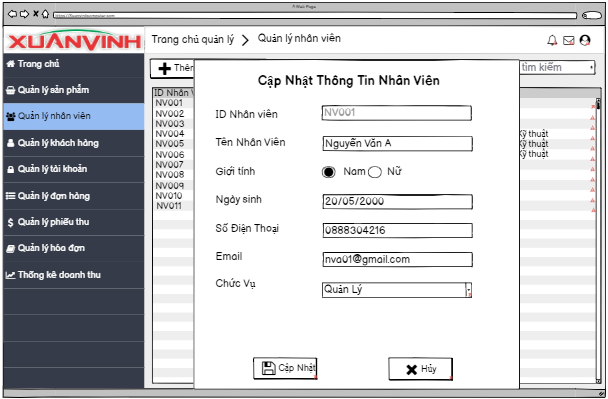 A Web Page
XUÂNVINH
Trang chủ quản lý
Quản lý nhân viên
Trang chủ
Quản lý sản phẩm
Quản lý nhân viên
Quản lý khách hàng
Quản lý tài khoản
Quản lý đơn hàng
Quản lý phiếu thu
Quản lý hóa đơn
Thống kê doanh thu
Thêm
tìm kiếm
ID Nhân v
NV001
NV002
NV003
NV004
NV005
NV006
NV007
NV008
NV009
NV010
NV011
ỹ thuật
ỹ thuật
ỹ thuật
Cập Nhật Thông Tin Nhân Viên
ID Nhân viên
NV001
Tên Nhân Viên
Nguyễn Văn A
Giới tính
Nam
Nữ
Ngày sinh
20/05/2000
Số Điện Thoại
0888304216
Email
nva01@gmail.com
Chức Vụ
Quản Lý
Cập Nhật
Hủy